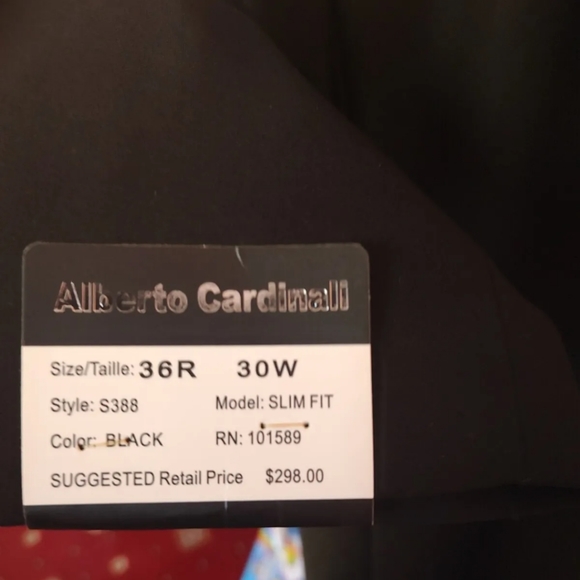 Alberto Cardinali
Size/Taille: 36R 30W
Style: S388 Model: SLIM FIT
Color: BLACK RN: 101589
SUGGESTED Retail Price $298.00